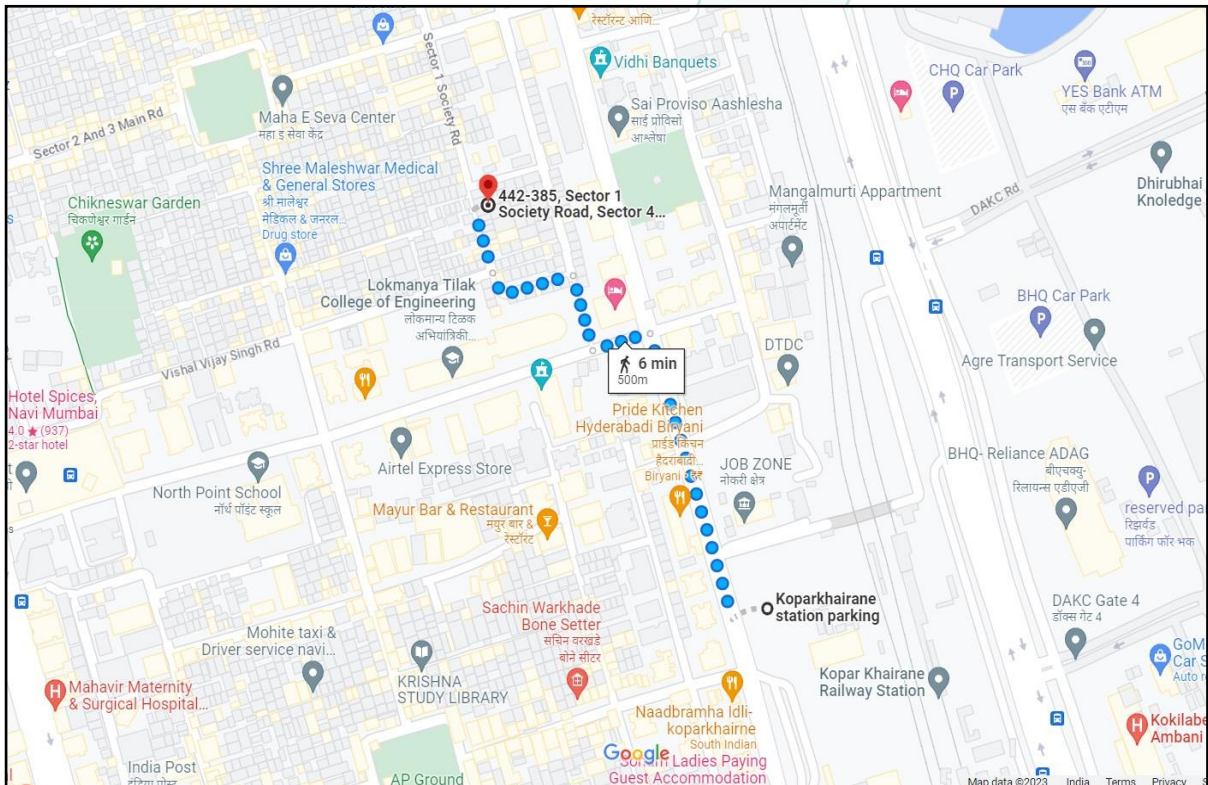 रेस्टॉरन्ट आणि...
Vidhi Banquets
CHQ Car Park
YES Bank ATM
एस बॅंक एटीएम
Sector 1 Society Rd
Maha E Seva Center
महा इ सेवा केंद्र
Sai Proviso Aashlesha
साई प्रोविसो
आश्लेषा
Sector 2 And 3 Main Rd
Shree Maleshwar Medical
& General Stores
श्री मालेश्वर
मेडिकल & जनरल...
Drug store
442-385, Sector 1
Society Road, Sector 4...
Mangalmurti Appartment
मंगलमूर्ती
अपार्टमेंट
DAKC Rd
Dhirubhai
Knoledge
Chikneswar Garden
चिकणेश्वर गार्डन
Lokmanya Tilak
College of Engineering
लोकमान्य टिळक
अभियांत्रिकी...
BHQ Car Park
Agre Transport Service
Vishal Vijay Singh Rd
DTDC
6 min
500m
Hotel Spices,
Navi Mumbai
4.0 ★ (937)
2-star hotel
Pride Kitchen
Hyderabadi Biryani
प्राईड किचन
हैदराबादी...
Biryani
Airtel Express Store
JOB ZONE
नोकरी क्षेत्र
BHQ- Reliance ADAG
बीएचक्यु-
रिलायन्स एडीएजी
North Point School
नॉर्थ पॉइंट स्कूल
Mayur Bar & Restaurant
मयुर बार &
रेस्टॉरंट
reserved pa
रिझर्वड
पार्किंग फॉर भक
Koparkhairane
station parking
Sachin Warkhade
Bone Setter
सचिन वरखडे
बोने सीटर
DAKC Gate 4
डॉक्स गेट 4
Mohite taxi &
Driver service navi...
KRISHNA
STUDY LIBRARY
Kopar Khairane
Railway Station
GoM
Car S
Auto r
Mahavir Maternity
& Surgical Hospital...
Naadbramha Idli-
koparkhairne
South Indian
Kokilabe
Ambani
Google
Ladies Paying
Guest Accommodation
India Post
AP Ground
Map data ©2023 India Terms Privacy